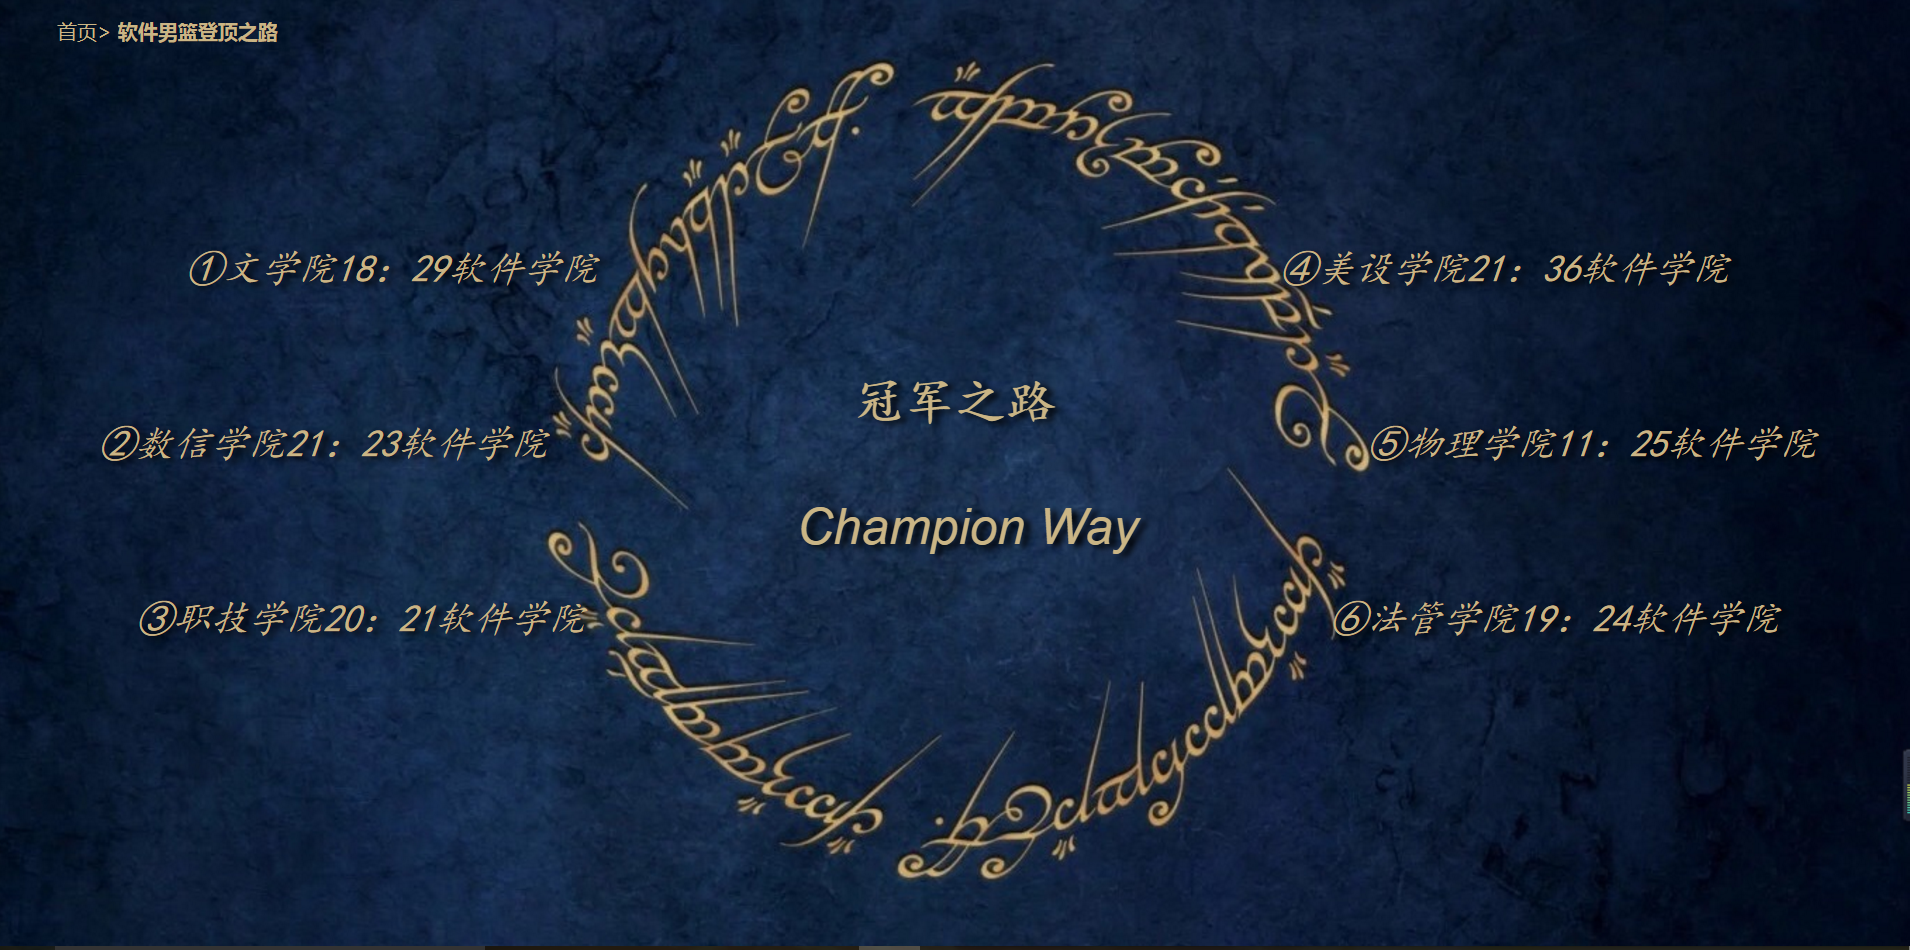 首页> 软件男篮登顶之路
①文学院18：29软件学院
②数信学院21：23软件学院
③职技学院20：21软件学院
冠军之路
Champion Way
④美设学院21：36软件学院
⑤物理学院11：25软件学院
⑥法管学院19：24软件学院